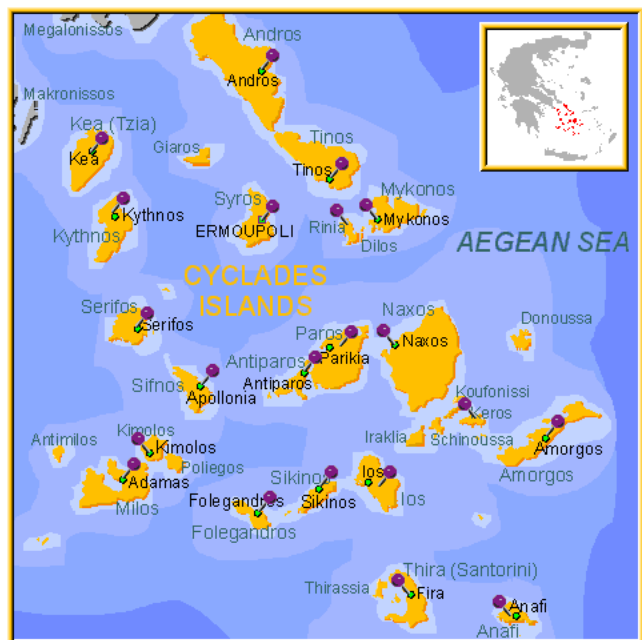 Megalonissos
Andros
Andros
Makronissos
Kea (Tzia)
Kea
Giaros
Tinos
Tinos
Syros
Mykonos
Kythnos
ERMOUPOLI
Rinia
Mykonos
Kythnos
Dilos
AEGEAN SEA
CYCLADES
ISLANDS
Serifos
Serifos
Paros
Naxos
Donoussa
Parikia
Naxos
Antiparos
Sifnos
Antiparos
Apollonia
Koufonissi
Keros
Kimolos
Antimilos
Kimolos
Iraklia
Schinoussa
Amorgos
Poliegos
Adamas
Sikinos
Ios
Amorgos
Milos
Folegandros
Sikinos
Ios
Folegandros
Thira (Santorini)
Thirassia
Fira
Anafi
Anafi